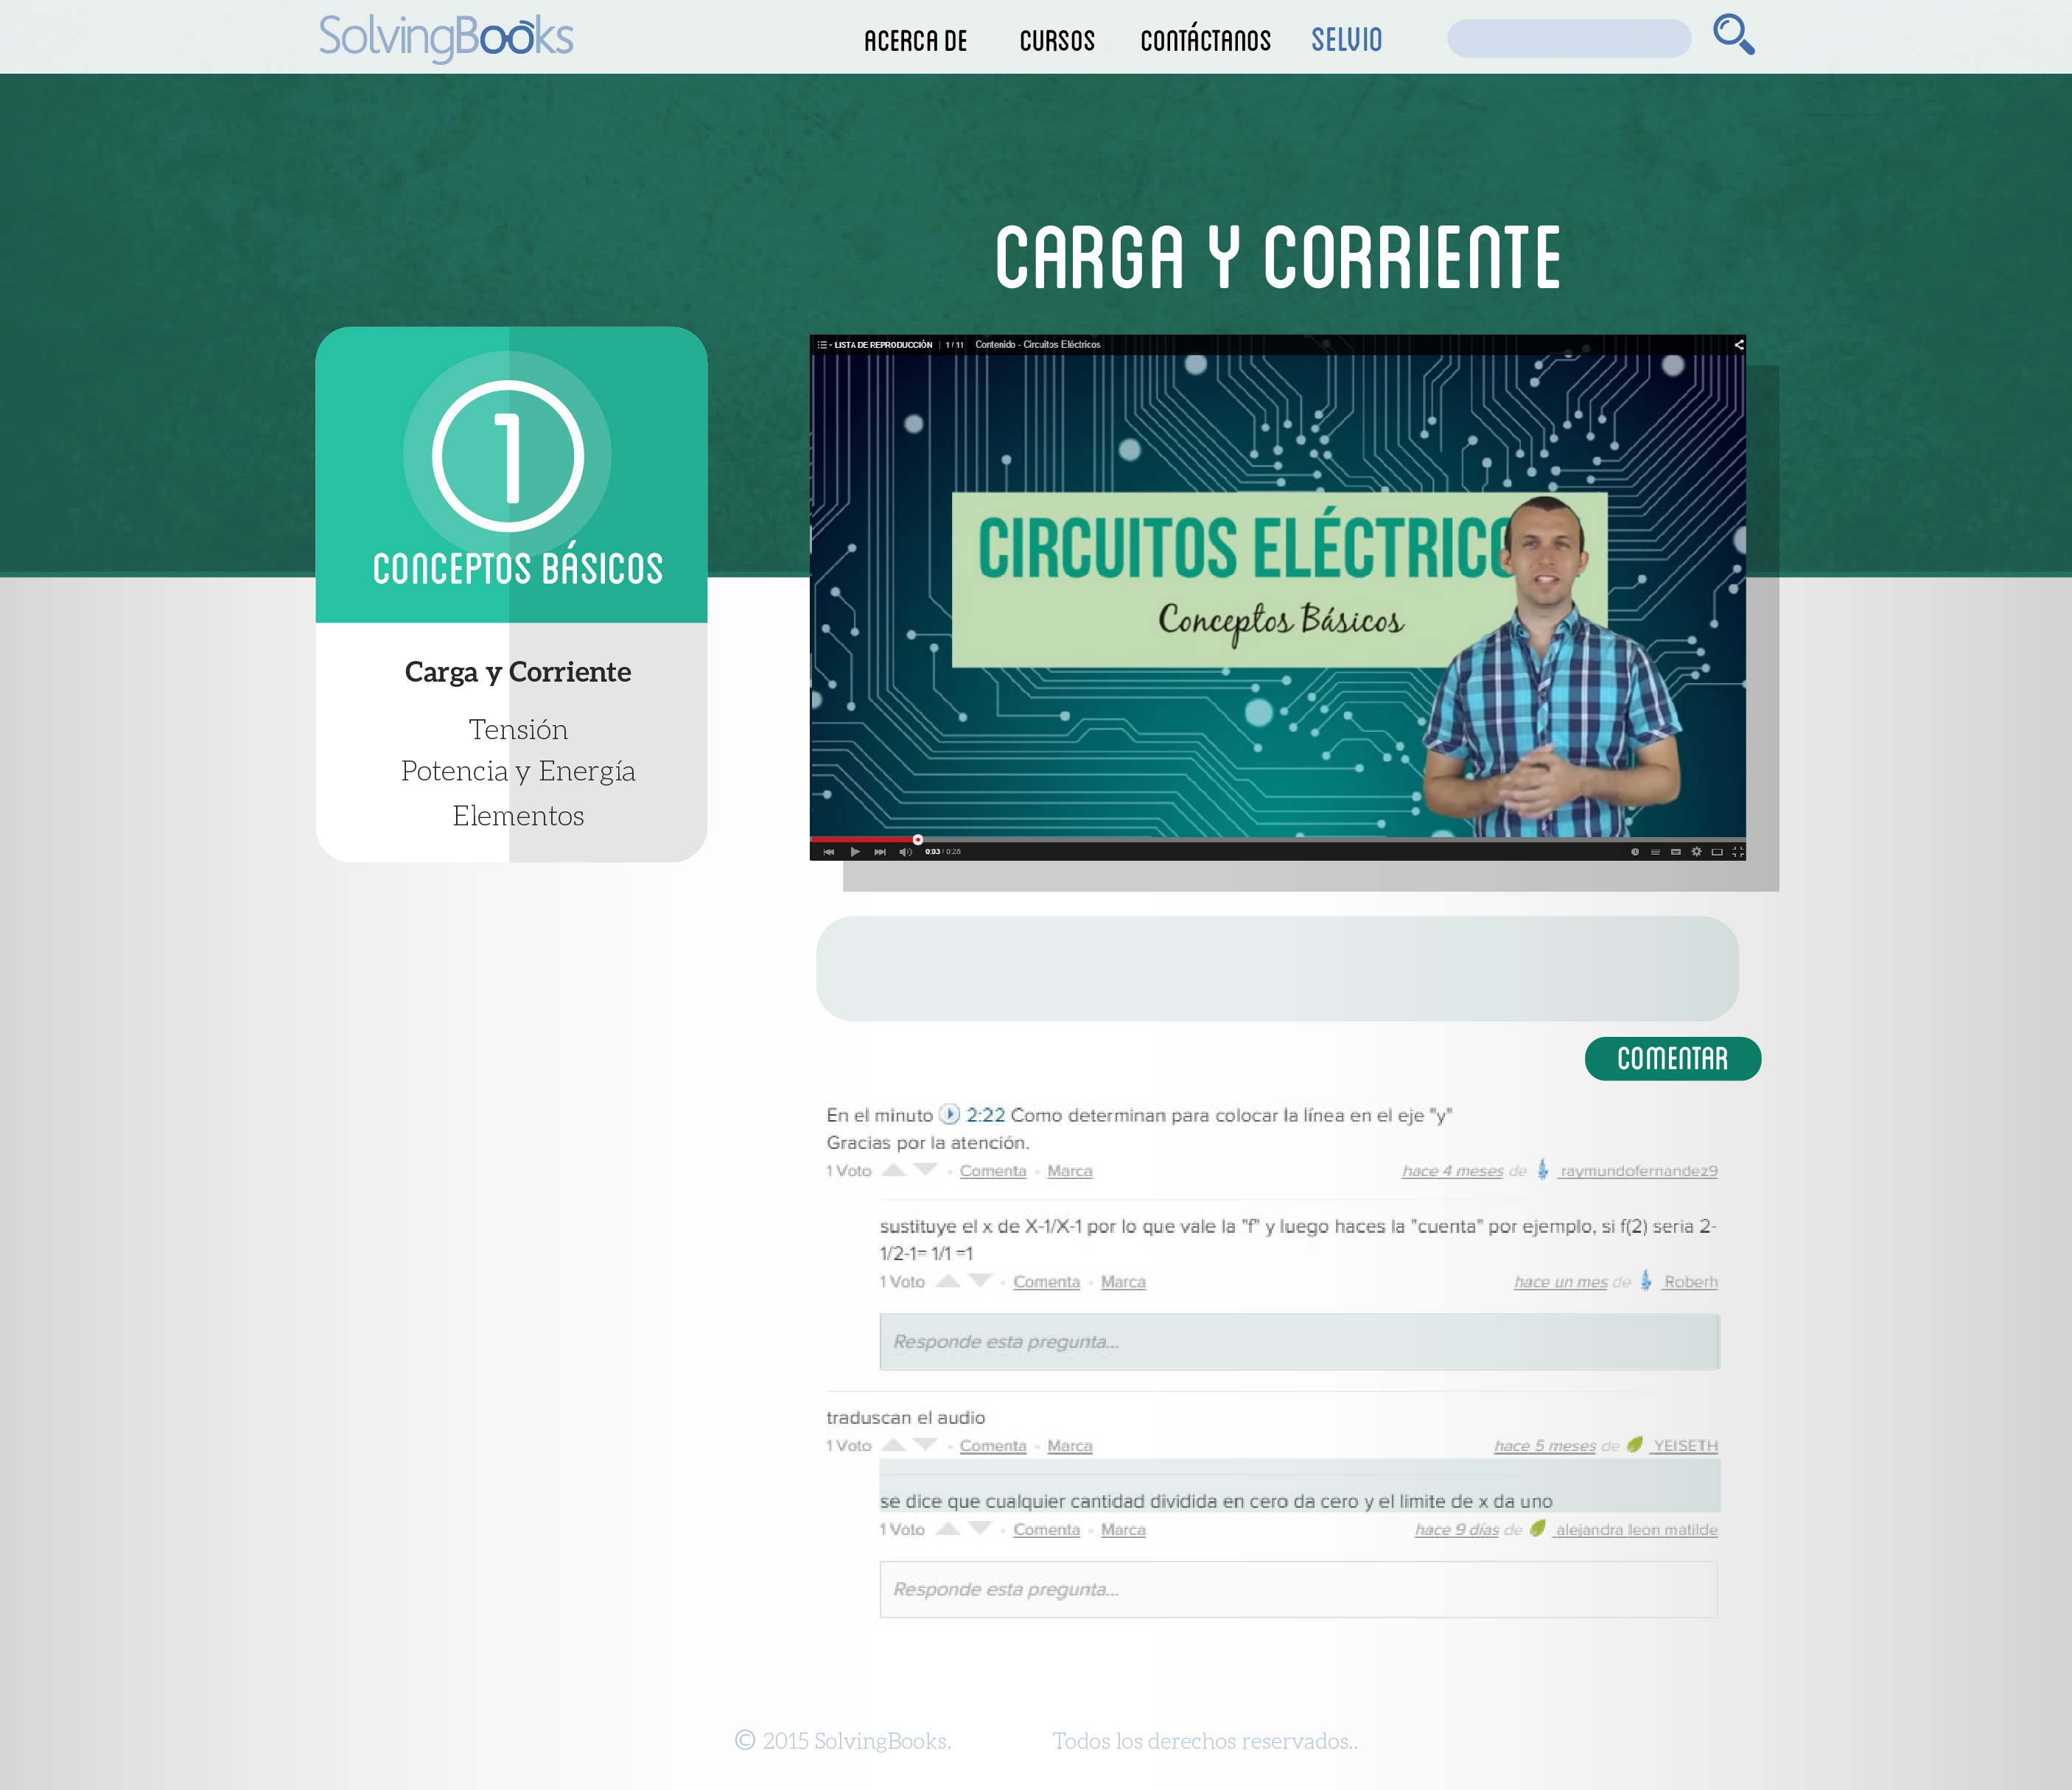 SolvingBooks
ACERCA DE CURSOS CONTÁCTANOS SELVIO
CARGA Y CORRIENTE
1
CONCEPTOS BÁSICOS
Carga y Corriente
Tensión
Potencia y Energía
Elementos
LISTA DE REPRODUCCIÓN | 1 / 11 Contenido - Circuitos Eléctricos
CIRCUITOS ELÉCTRICO
Conceptos Básicos
0:03 / 0:28
COMENTAR
En el minuto 2:22 Como determinan para colocar la línea en el eje "y"
Gracias por la atención.
1 Voto • Comenta • Marca hace 4 meses de raymundofernandez9
sustituye el x de X-1/X-1 por lo que vale la "f" y luego haces la "cuenta" por ejemplo, si f(2) seria 2-
1/2-1= 1/1 =1
1 Voto • Comenta • Marca hace un mes de Roberh
Responde esta pregunta...
traduscan el audio
1 Voto • Comenta • Marca hace 5 meses de YEISETH
se dice que cualquier cantidad dividida en cero da cero y el limite de x da uno
1 Voto • Comenta • Marca hace 9 días de alejandra leon matilde
Responde esta pregunta...
© 2015 SolvingBooks. Todos los derechos reservados..